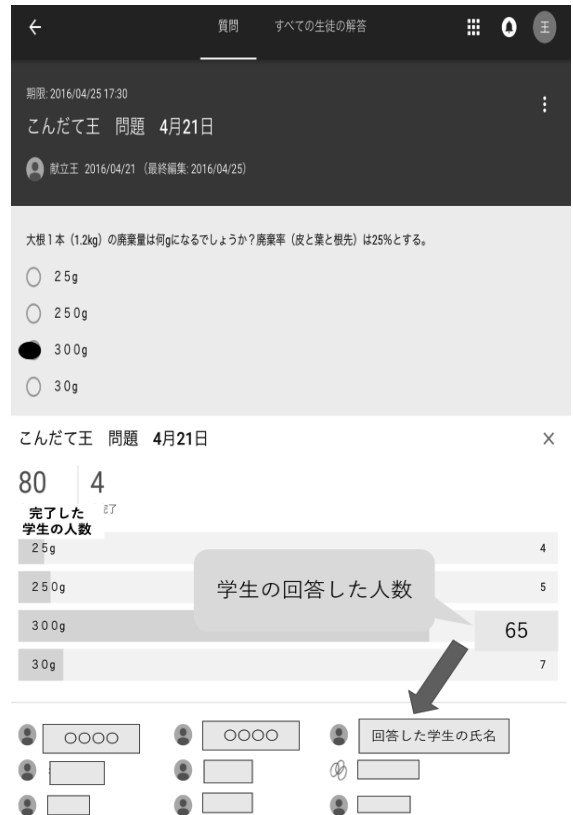 質問 すべての生徒の解答 王
期限: 2016/04/25 17:30
こんだて王 問題 4月21日
献立王 2016/04/21 （最終編集: 2016/04/25）
大根１本（1.2kg）の廃棄量は何gになるでしょうか？廃棄率（皮と葉と根先）は25%とする。
２５g
２５０g
３００g
３０g
こんだて王 問題 4月21日
80 4
完了した
学生の人数
了
２５g 4
学生の回答した人数
２５０g 5
３００g 65
３０g 7
〇〇〇〇 〇〇〇〇 回答した学生の氏名